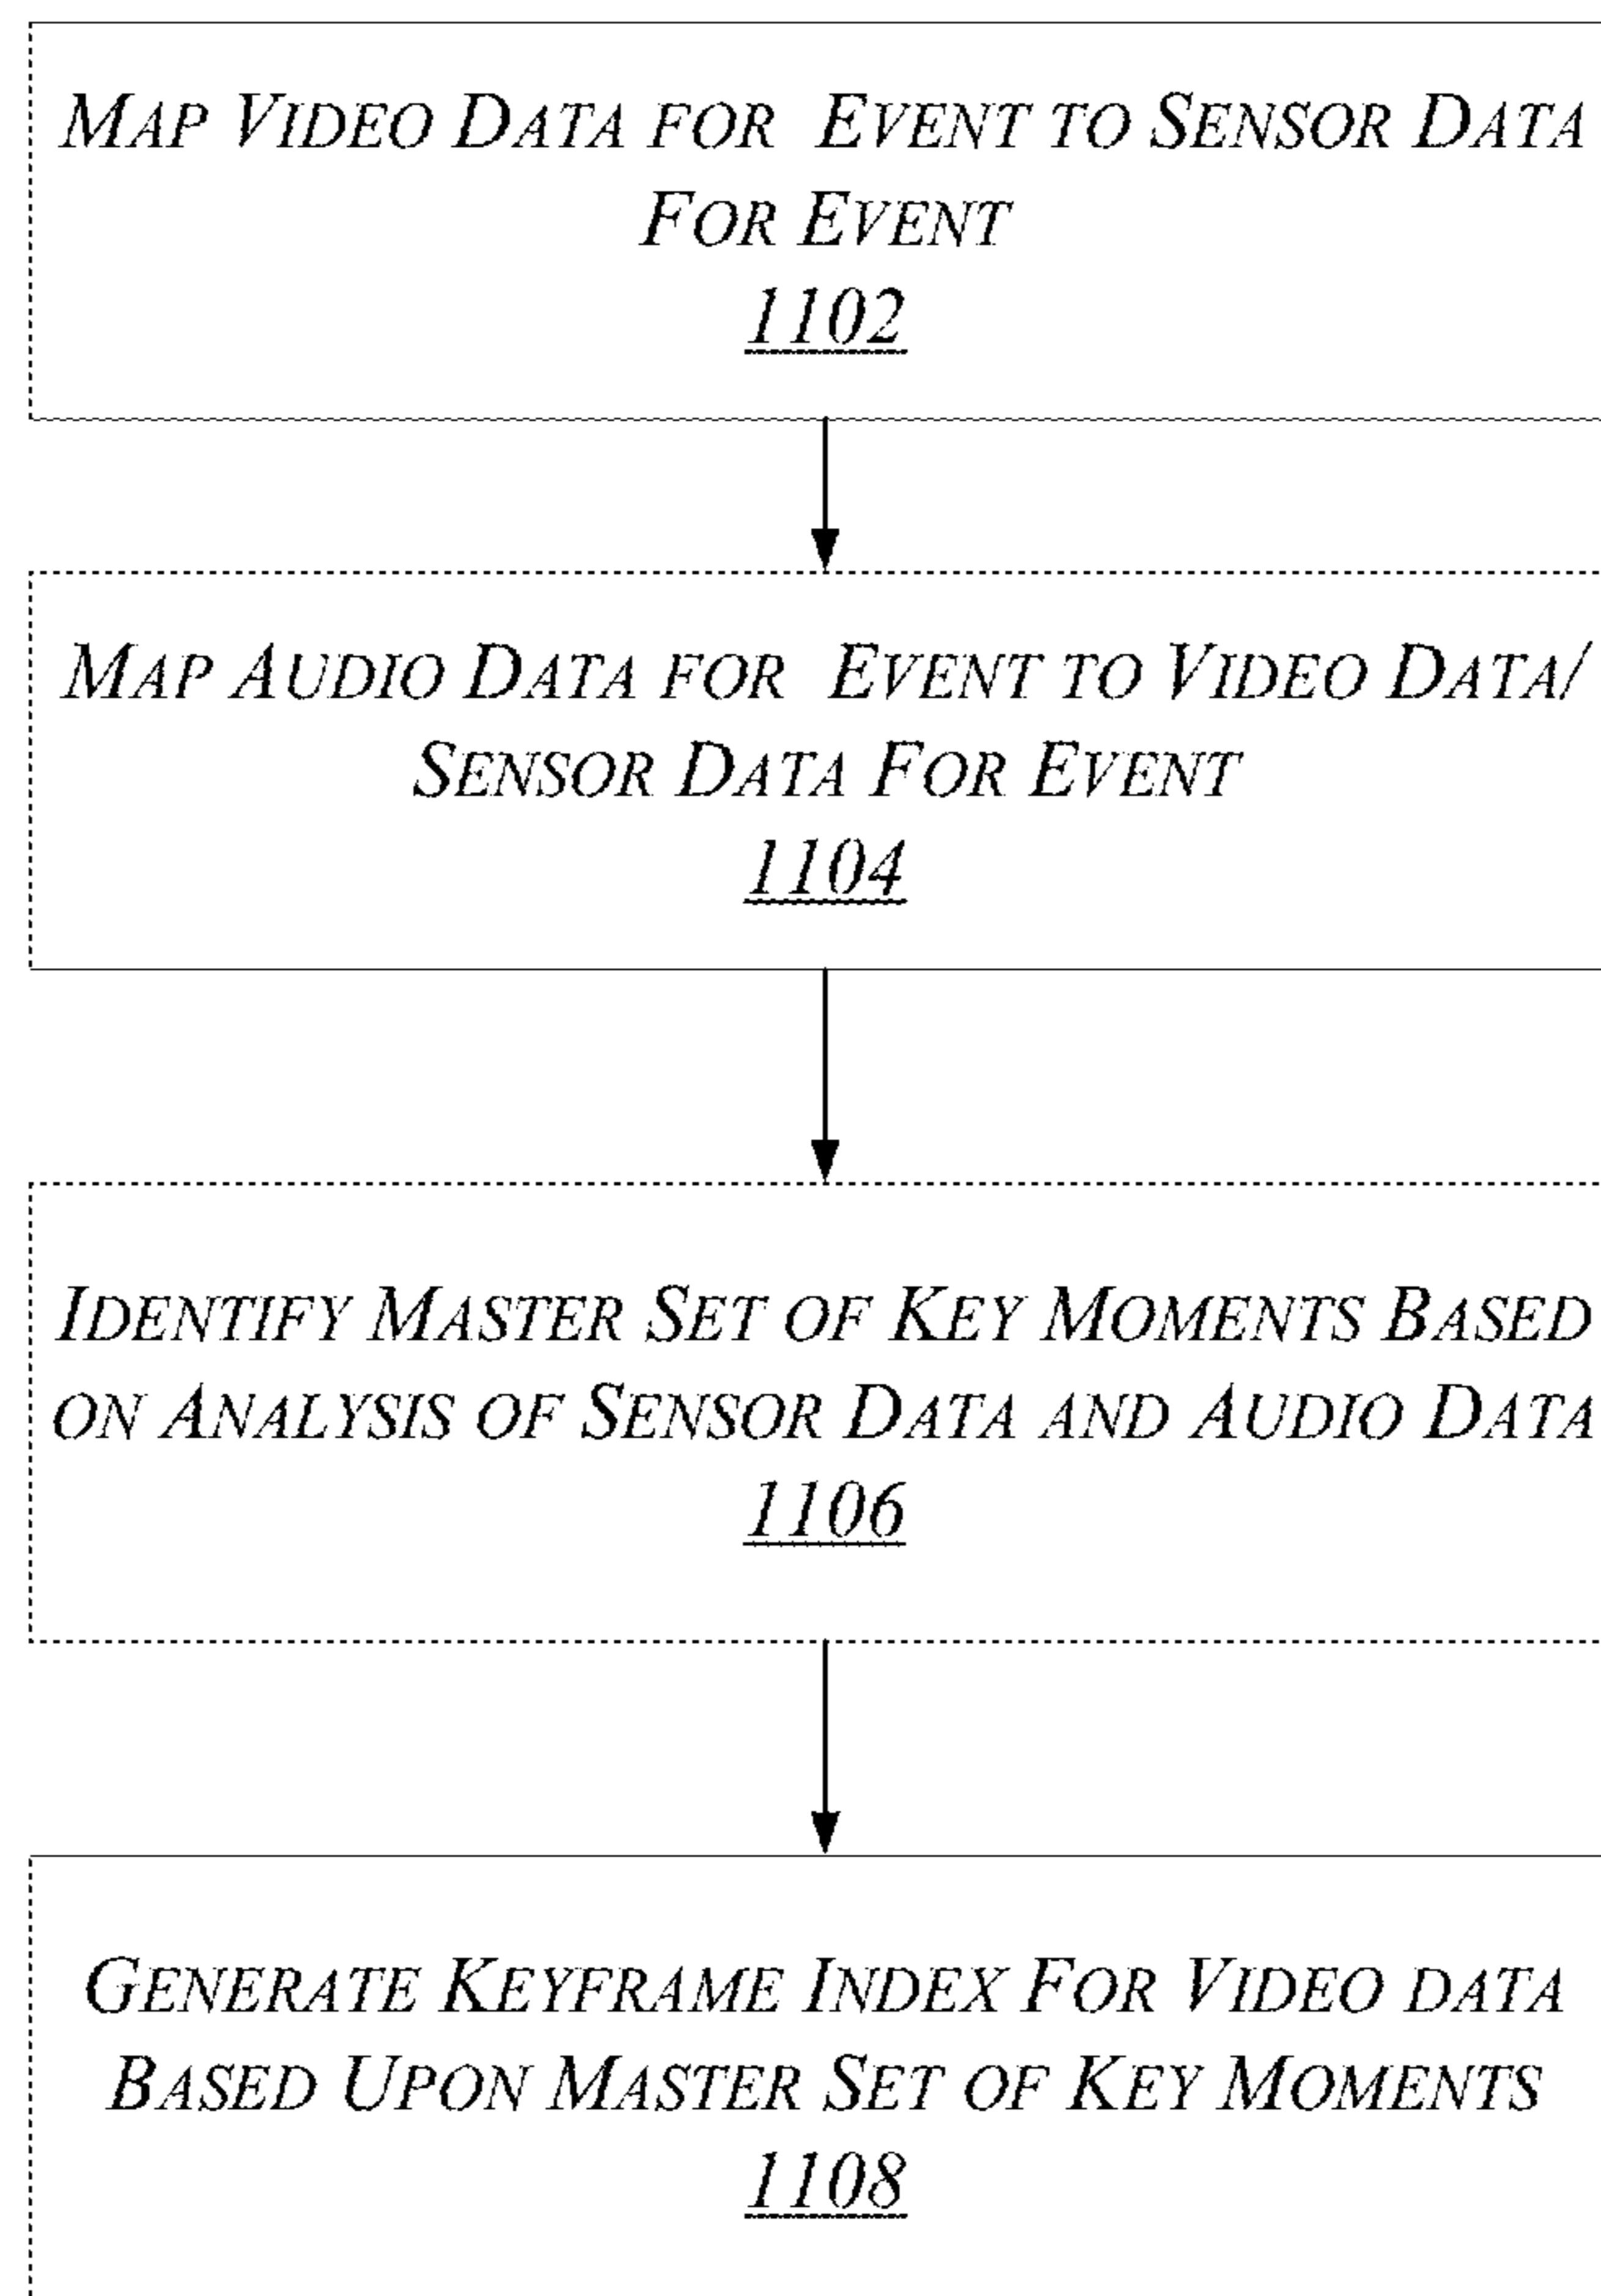 MAP VIDEO DATA FOR EVENT TO SENSOR DATA
FOR EVENT
1102
MAP AUDIO DATA FOR EVENT TO VIDEO DATA/
SENSOR DATA FOR EVENT
1104
IDENTIFY MASTER SET OF KEY MOMENTS BASED
ON ANALYSIS OF SENSOR DATA AND AUDIO DATA
1106
GENERATE KEYFRAME INDEX FOR VIDEO DATA
BASED UPON MASTER SET OF KEY MOMENTS
1108